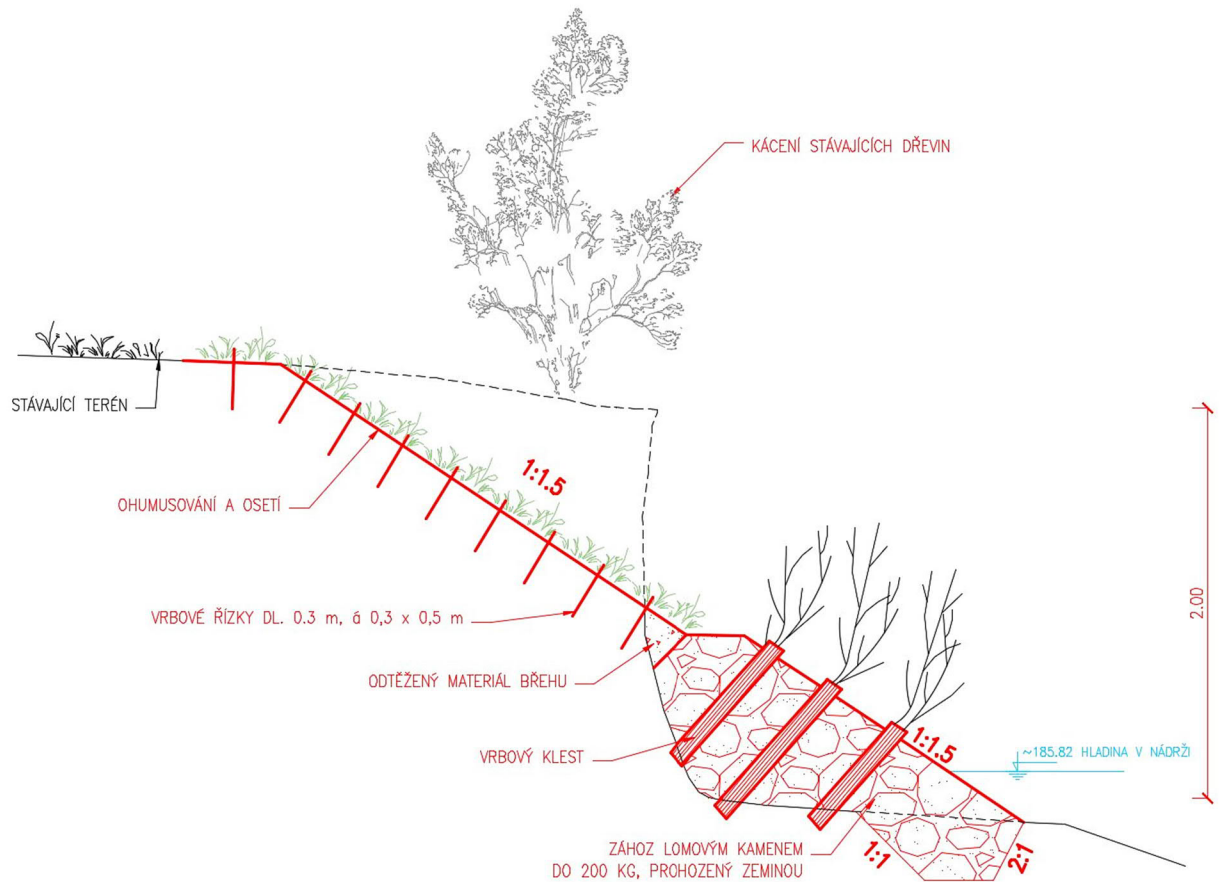 KÁCENÍ STÁVAJÍCÍCH DŘEVIN
STÁVAJÍCÍ TERÉN
OHUMUSOVÁNÍ A OSETÍ
1:1.5
VRBOVÉ ŘÍZKY DL. 0.3 m, á 0,3 x 0,5 m
2.00
ODTĚŽENÝ MATERIÁL BŘEHU
VRBOVÝ KLEST
1:1.5
~185.82 HLADINA V NÁDRŽI
ZÁHOZ LOMOVÝM KAMENEM
DO 200 KG, PROHOZENÝ ZEMINOU
1:1
2:1